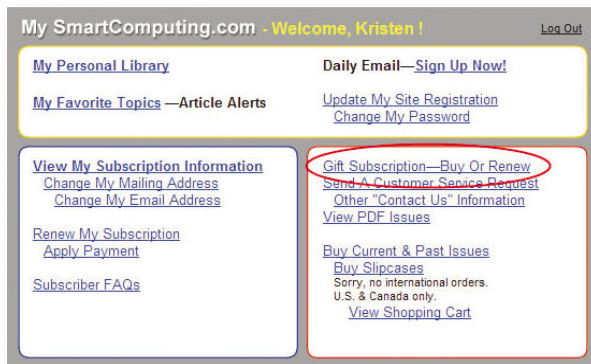 My SmartComputing.com - Welcome, Kristen !
Log Out
My Personal Library
My Favorite Topics —Article Alerts
Daily Email—Sign Up Now!
Update My Site Registration
Change My Password
View My Subscription Information
Change My Mailing Address
Change My Email Address
Renew My Subscription
Apply Payment
Subscriber FAQs
Gift Subscription—Buy Or Renew
Send A Customer Service Request
Other "Contact Us" Information
View PDF Issues
Buy Current & Past Issues
Buy Slipcases
Sorry, no international orders.
U.S. & Canada only.
View Shopping Cart